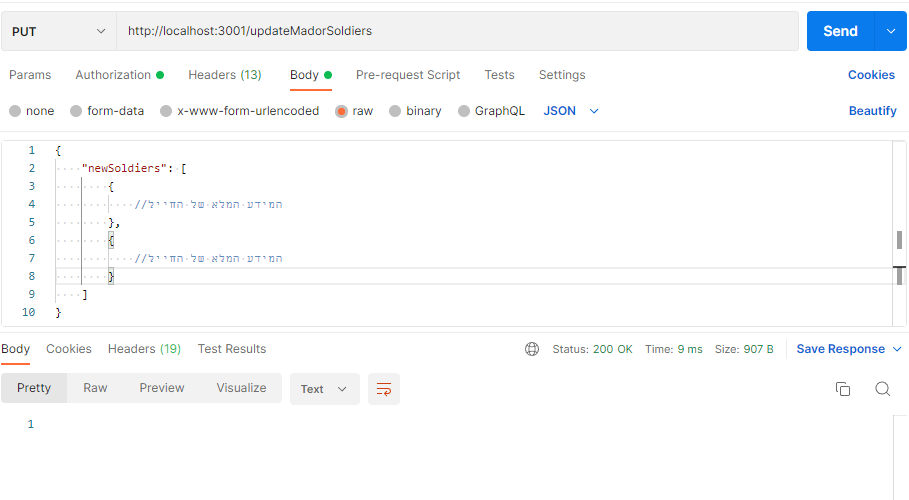 PUT http://localhost:3001/updateMadorSoldiers Send
Params Authorization Headers (13) Body Pre-request Script Tests Settings Cookies
none form-data x-www-form-urlencoded raw binary GraphQL JSON Beautify
1 {
2 "newSoldiers": [
3 {
4 //המידע המלא של החייל
5 },
6 {
7 //המידע המלא של החייל
8 }
9 ]
10 }
Body Cookies Headers (19) Test Results Status: 200 OK Time: 9 ms Size: 907 B Save Response
Pretty Raw Preview Visualize Text
1